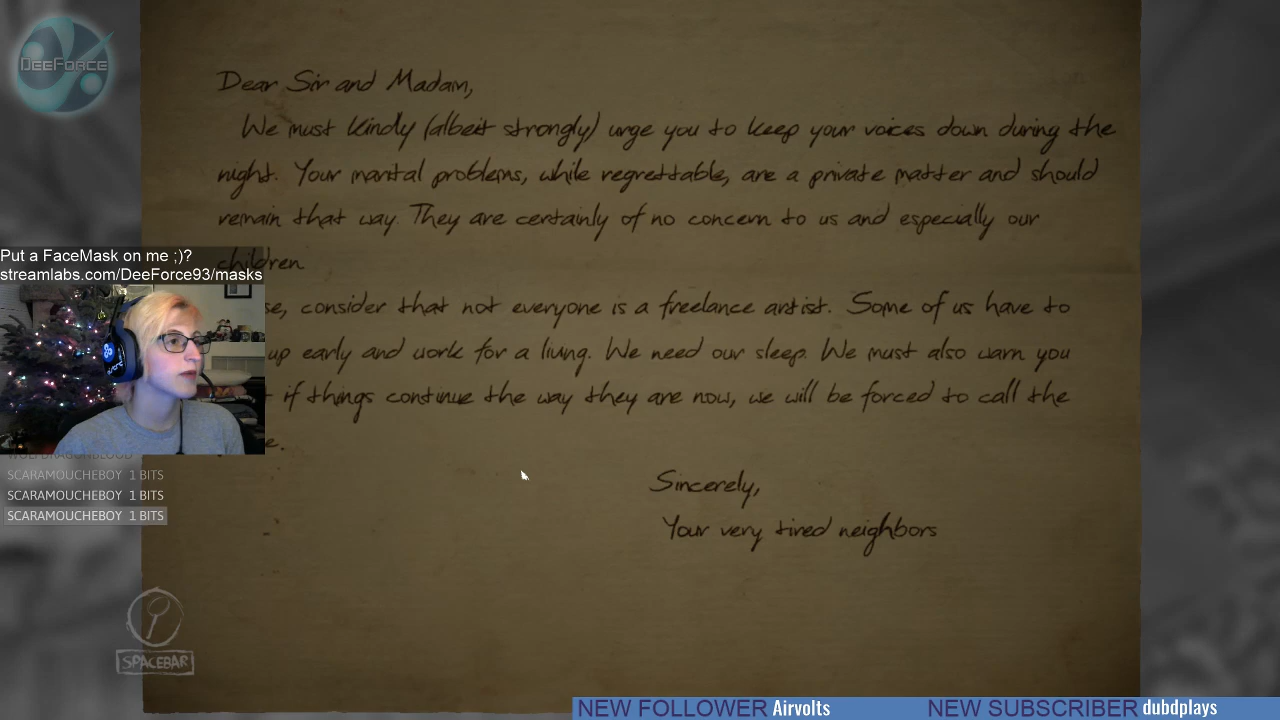 DEEFORCE
Dear Sir and Madam,
We must kindly (albeit strongly) urge you to keep your voices down during the
night. Your marital problems, while regrettable, are a private matter and should
remain that way. They are certainly of no concern to us and especially our
Put a FaceMask on me ;)?
children.
streamlabs.com/DeeForce93/masks
se, consider that not everyone is a freelance artist. Some of us have to
up early and work for a living. We need our sleep. We must also warn you
if things continue the way they are now, we will be forced to call the
e.
SCARAMOUCHEBOY 1 BITS
SCARAMOUCHEBOY 1 BITS
SCARAMOUCHEBOY 1 BITS
Sincerely,
Your very tired neighbors
SPACEBAR
NEW FOLLOWER Airvolts NEW SUBSCRIBER dubdplays